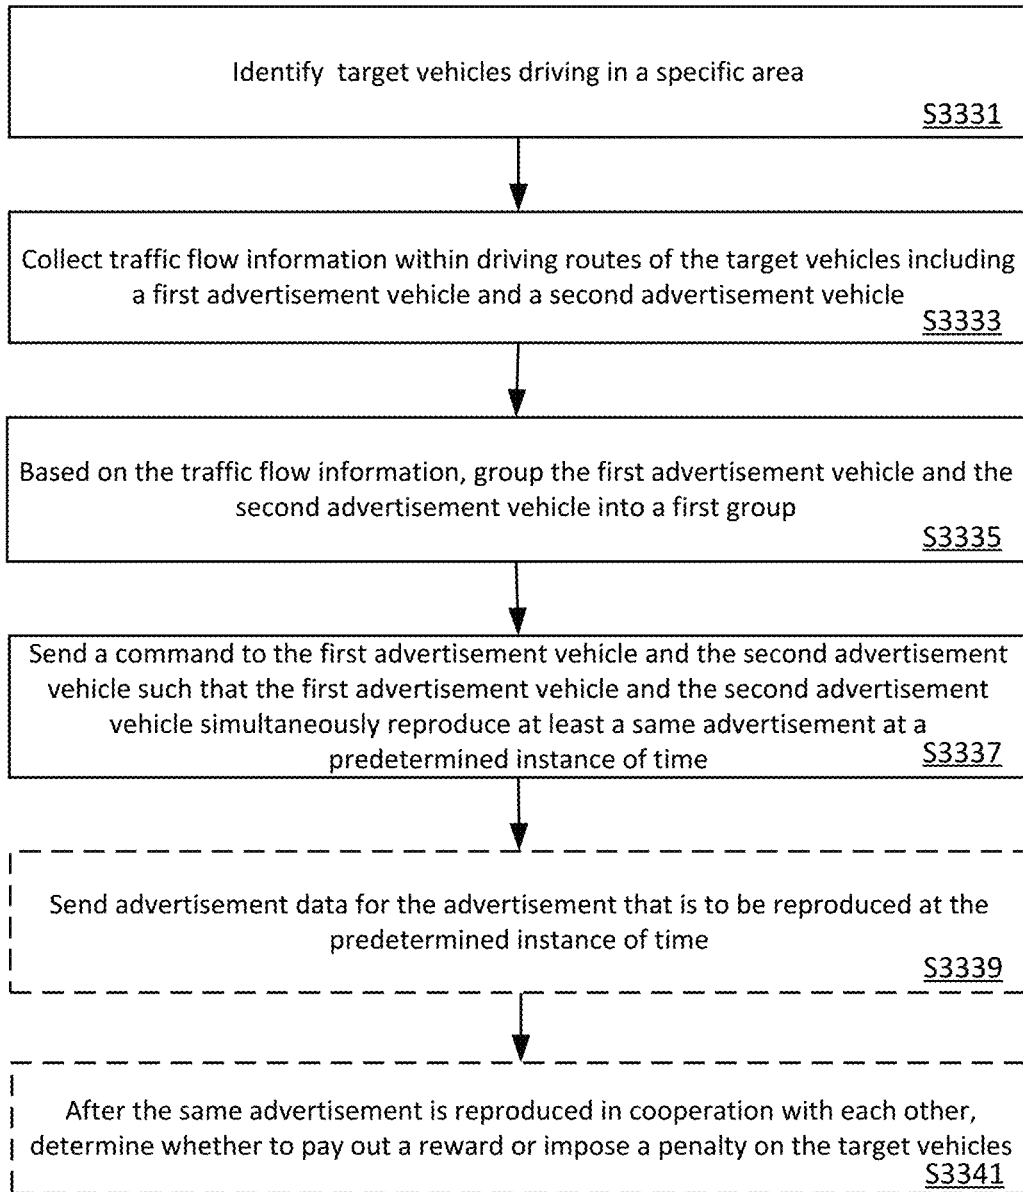 Identify target vehicles driving in a specific area
S3331
Collect traffic flow information within driving routes of the target vehicles including
a first advertisement vehicle and a second advertisement vehicle
S3333
Based on the traffic flow information, group the first advertisement vehicle and the
second advertisement vehicle into a first group
S3335
Send a command to the first advertisement vehicle and the second advertisement
vehicle such that the first advertisement vehicle and the second advertisement
vehicle simultaneously reproduce at least a same advertisement at a
predetermined instance of time
S3337
Send advertisement data for the advertisement that is to be reproduced at the
predetermined instance of time
S3339
After the same advertisement is reproduced in cooperation with each other,
determine whether to pay out a reward or impose a penalty on the target vehicles
S3341